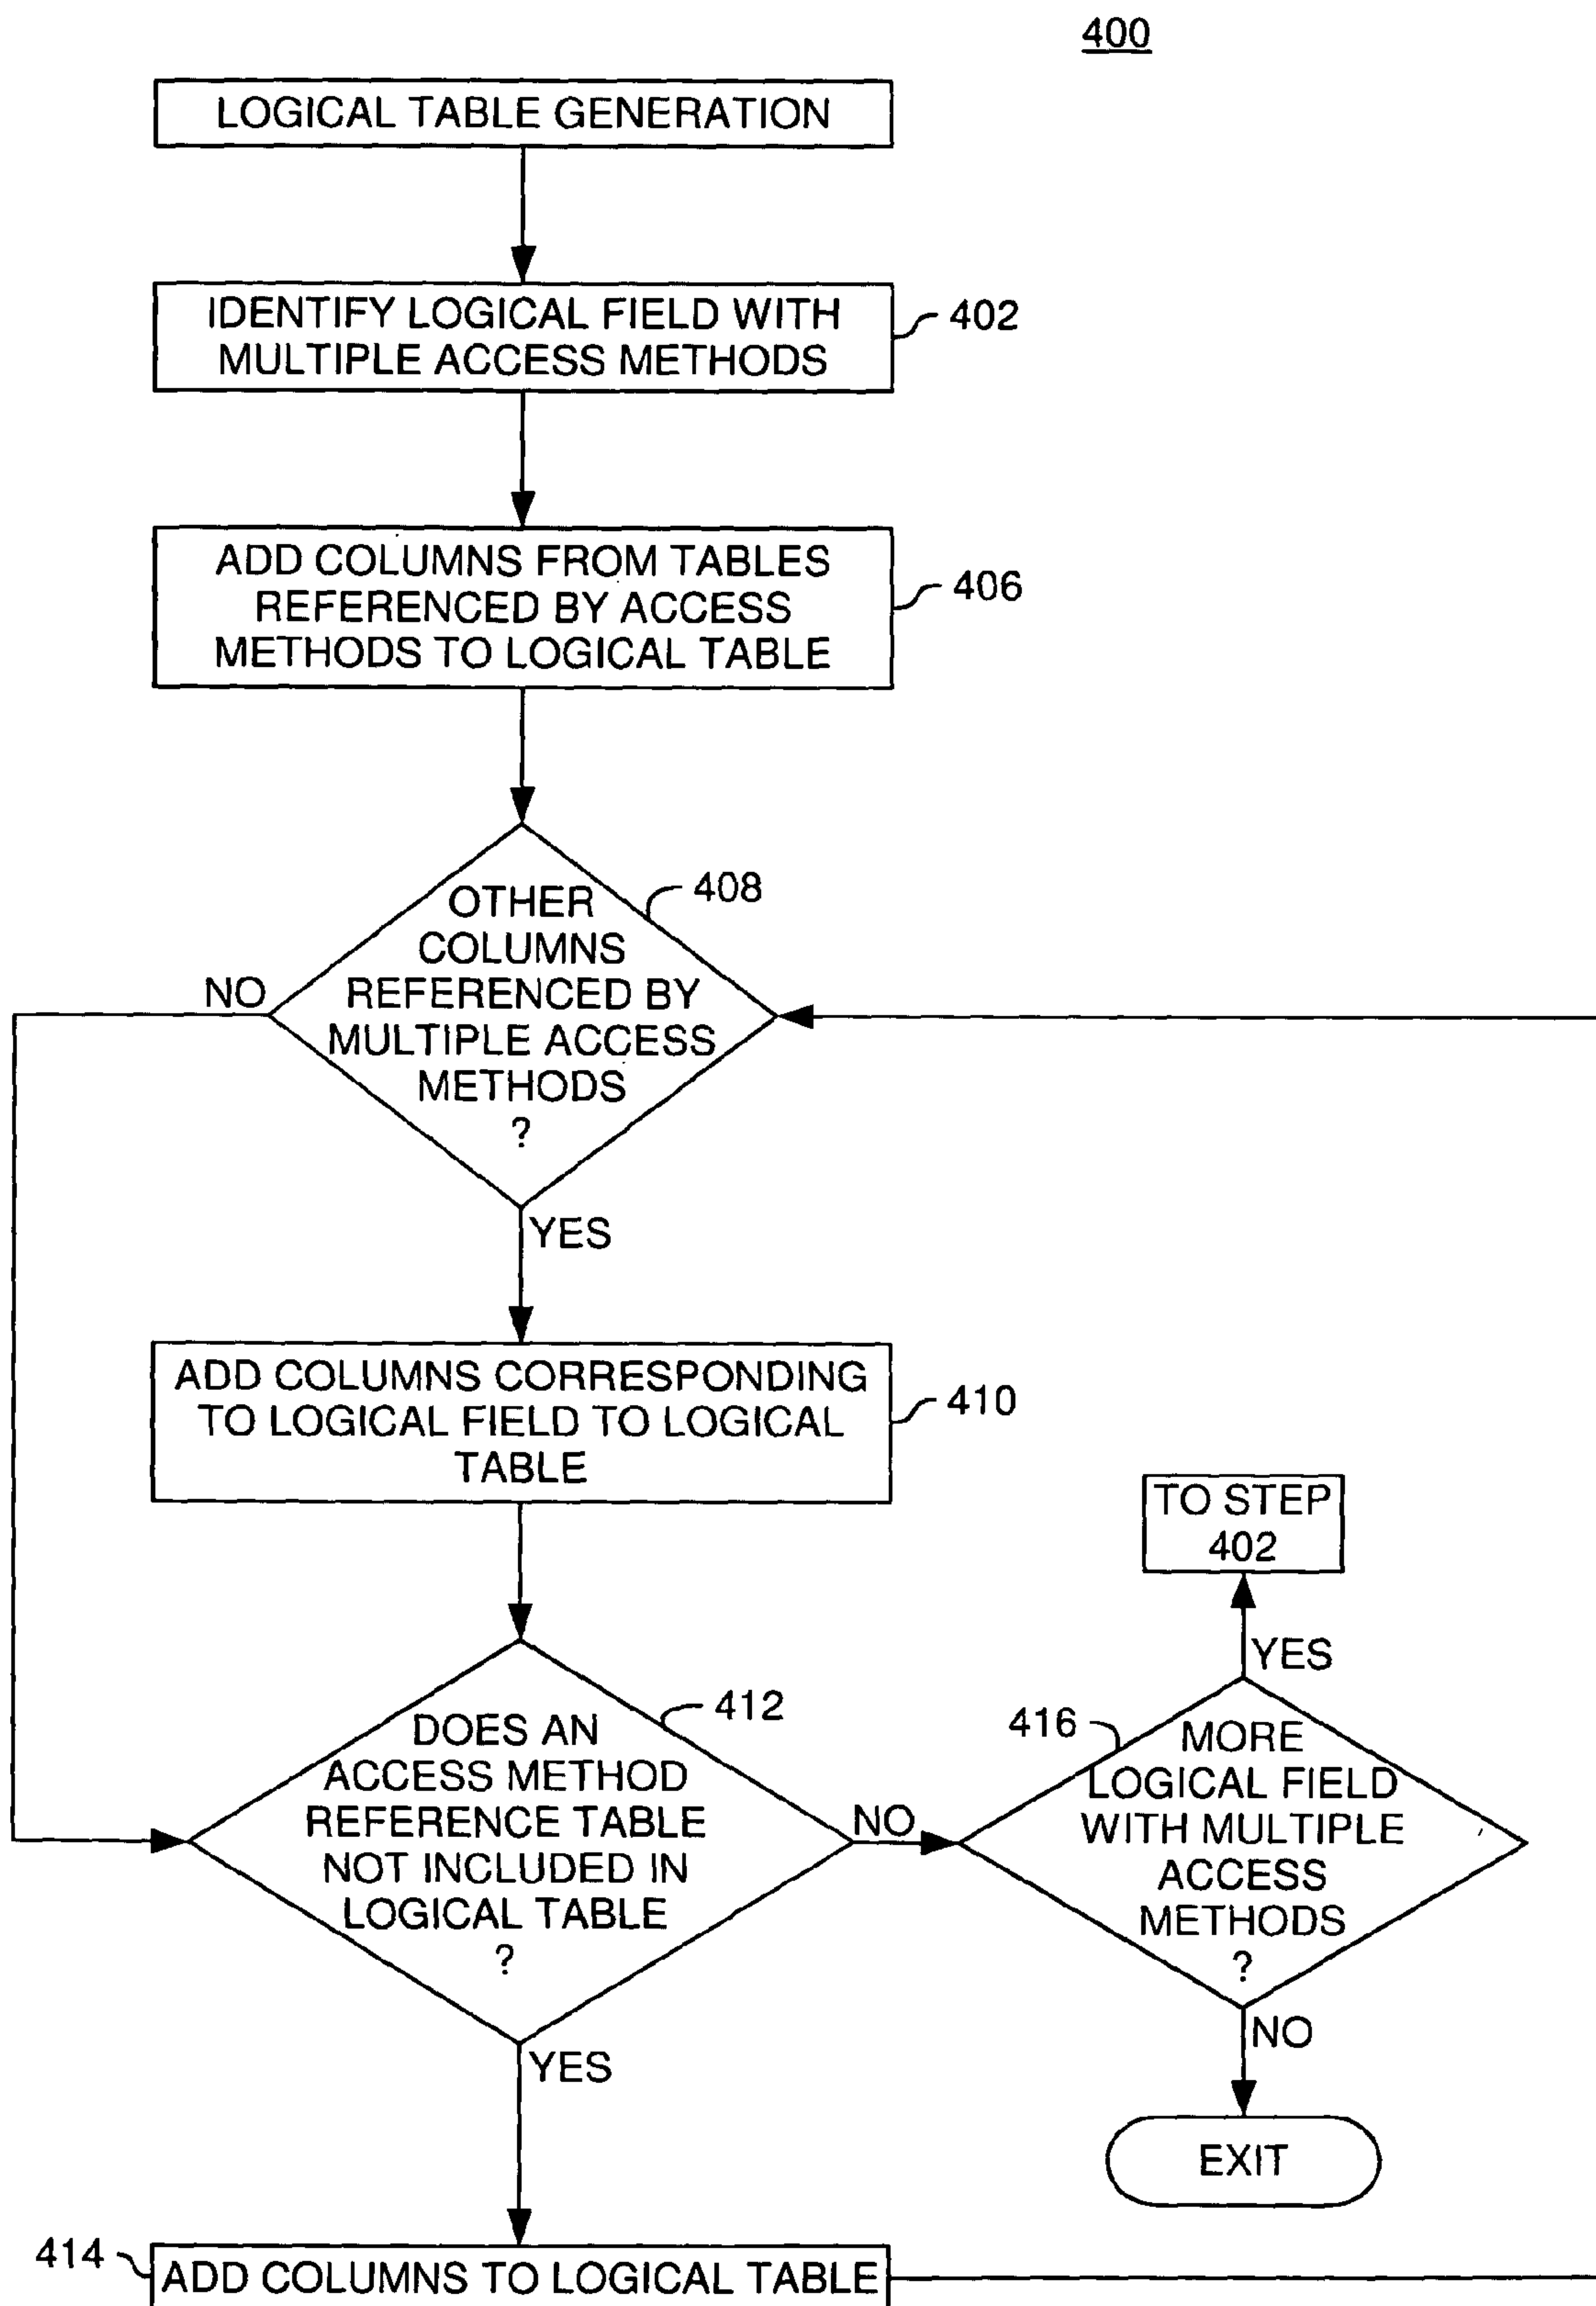 400
LOGICAL TABLE GENERATION
IDENTIFY LOGICAL FIELD WITH
MULTIPLE ACCESS METHODS
402
ADD COLUMNS FROM TABLES
REFERENCED BY ACCESS
METHODS TO LOGICAL TABLE
406
OTHER
COLUMNS
REFERENCED BY
MULTIPLE ACCESS
METHODS
?
408
NO
YES
ADD COLUMNS CORRESPONDING
TO LOGICAL FIELD TO LOGICAL
TABLE
410
DOES AN
ACCESS METHOD
REFERENCE TABLE
NOT INCLUDED IN
LOGICAL TABLE
?
412
NO
YES
TO STEP
402
YES
416
MORE
LOGICAL FIELD
WITH MULTIPLE
ACCESS
METHODS
?
NO
EXIT
414
ADD COLUMNS TO LOGICAL TABLE